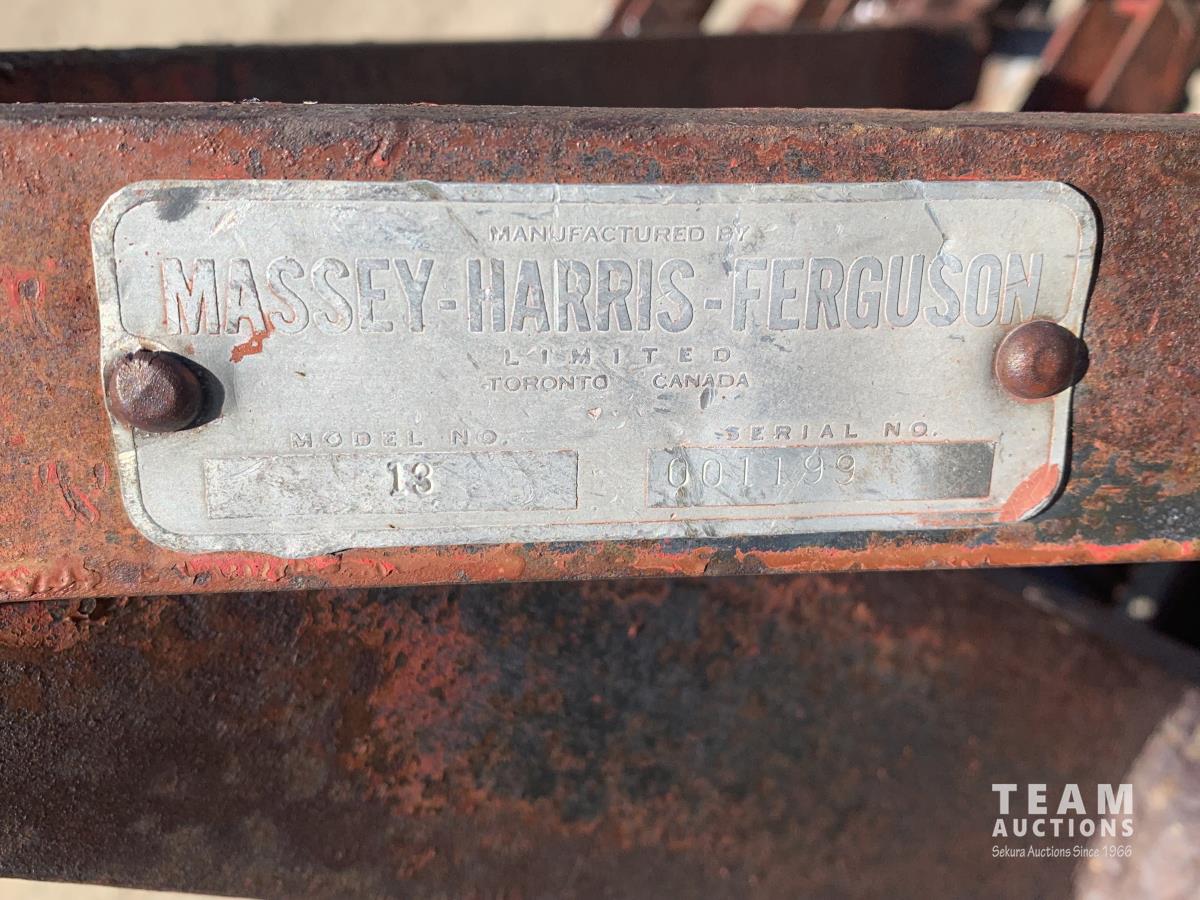 MANUFACTURED BY
MASSEY-HARRIS-FERGUSON
LIMITED
TORONTO CANADA
MODEL NO. SERIAL NO.
13 001199
TEAM
AUCTIONS
Sekura Auctions Since 1966